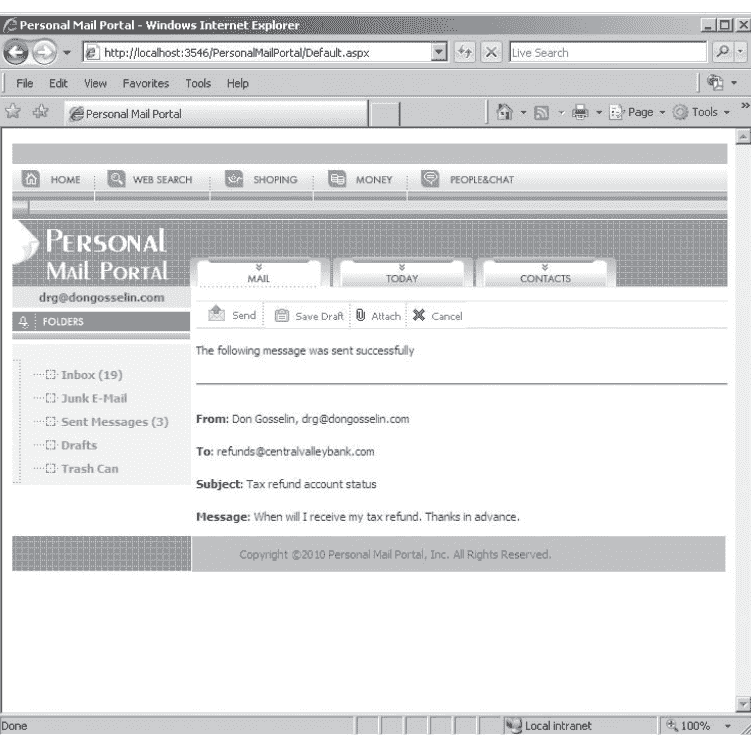 Personal Mail Portal - Windows Internet Explorer
http://localhost:3546/PersonalMailPortal/Default.aspx
Live Search
File Edit View Favorites Tools Help
Personal Mail Portal
Page Tools
HOME WEB SEARCH SHOPING MONEY PEOPLE&CHAT
PERSONAL
MAIL PORTAL
MAIL TODAY CONTACTS
drg@dongosselin.com
FOLDERS
Send Save Draft Attach Cancel
The following message was sent successfully
Inbox (19)
Junk E-Mail
Sent Messages (3)
Drafts
Trash Can
From: Don Gosselin, drg@dongosselin.com
To: refunds@centralvalleybank.com
Subject: Tax refund account status
Message: When will I receive my tax refund. Thanks in advance.
Copyright ©2010 Personal Mail Portal, Inc. All Rights Reserved.
Done Local intranet 100%